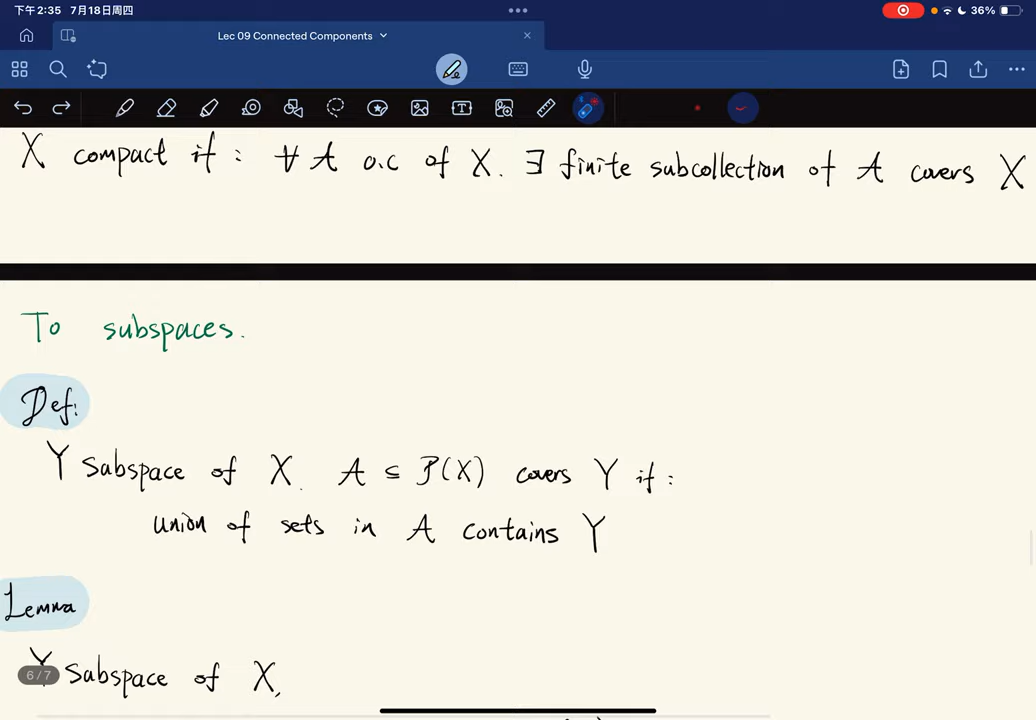 下午2:35 7月18日周四
36%
Lec 09 Connected Components
X compact if : ∀ A o.c of X. ∃ finite subcollection of A covers X
To subspaces.
Def:
Y subspace of X. A ⊆ P(X) covers Y if :
union of sets in A contains Y
Lemma
Y subspace of X,
6 / 7